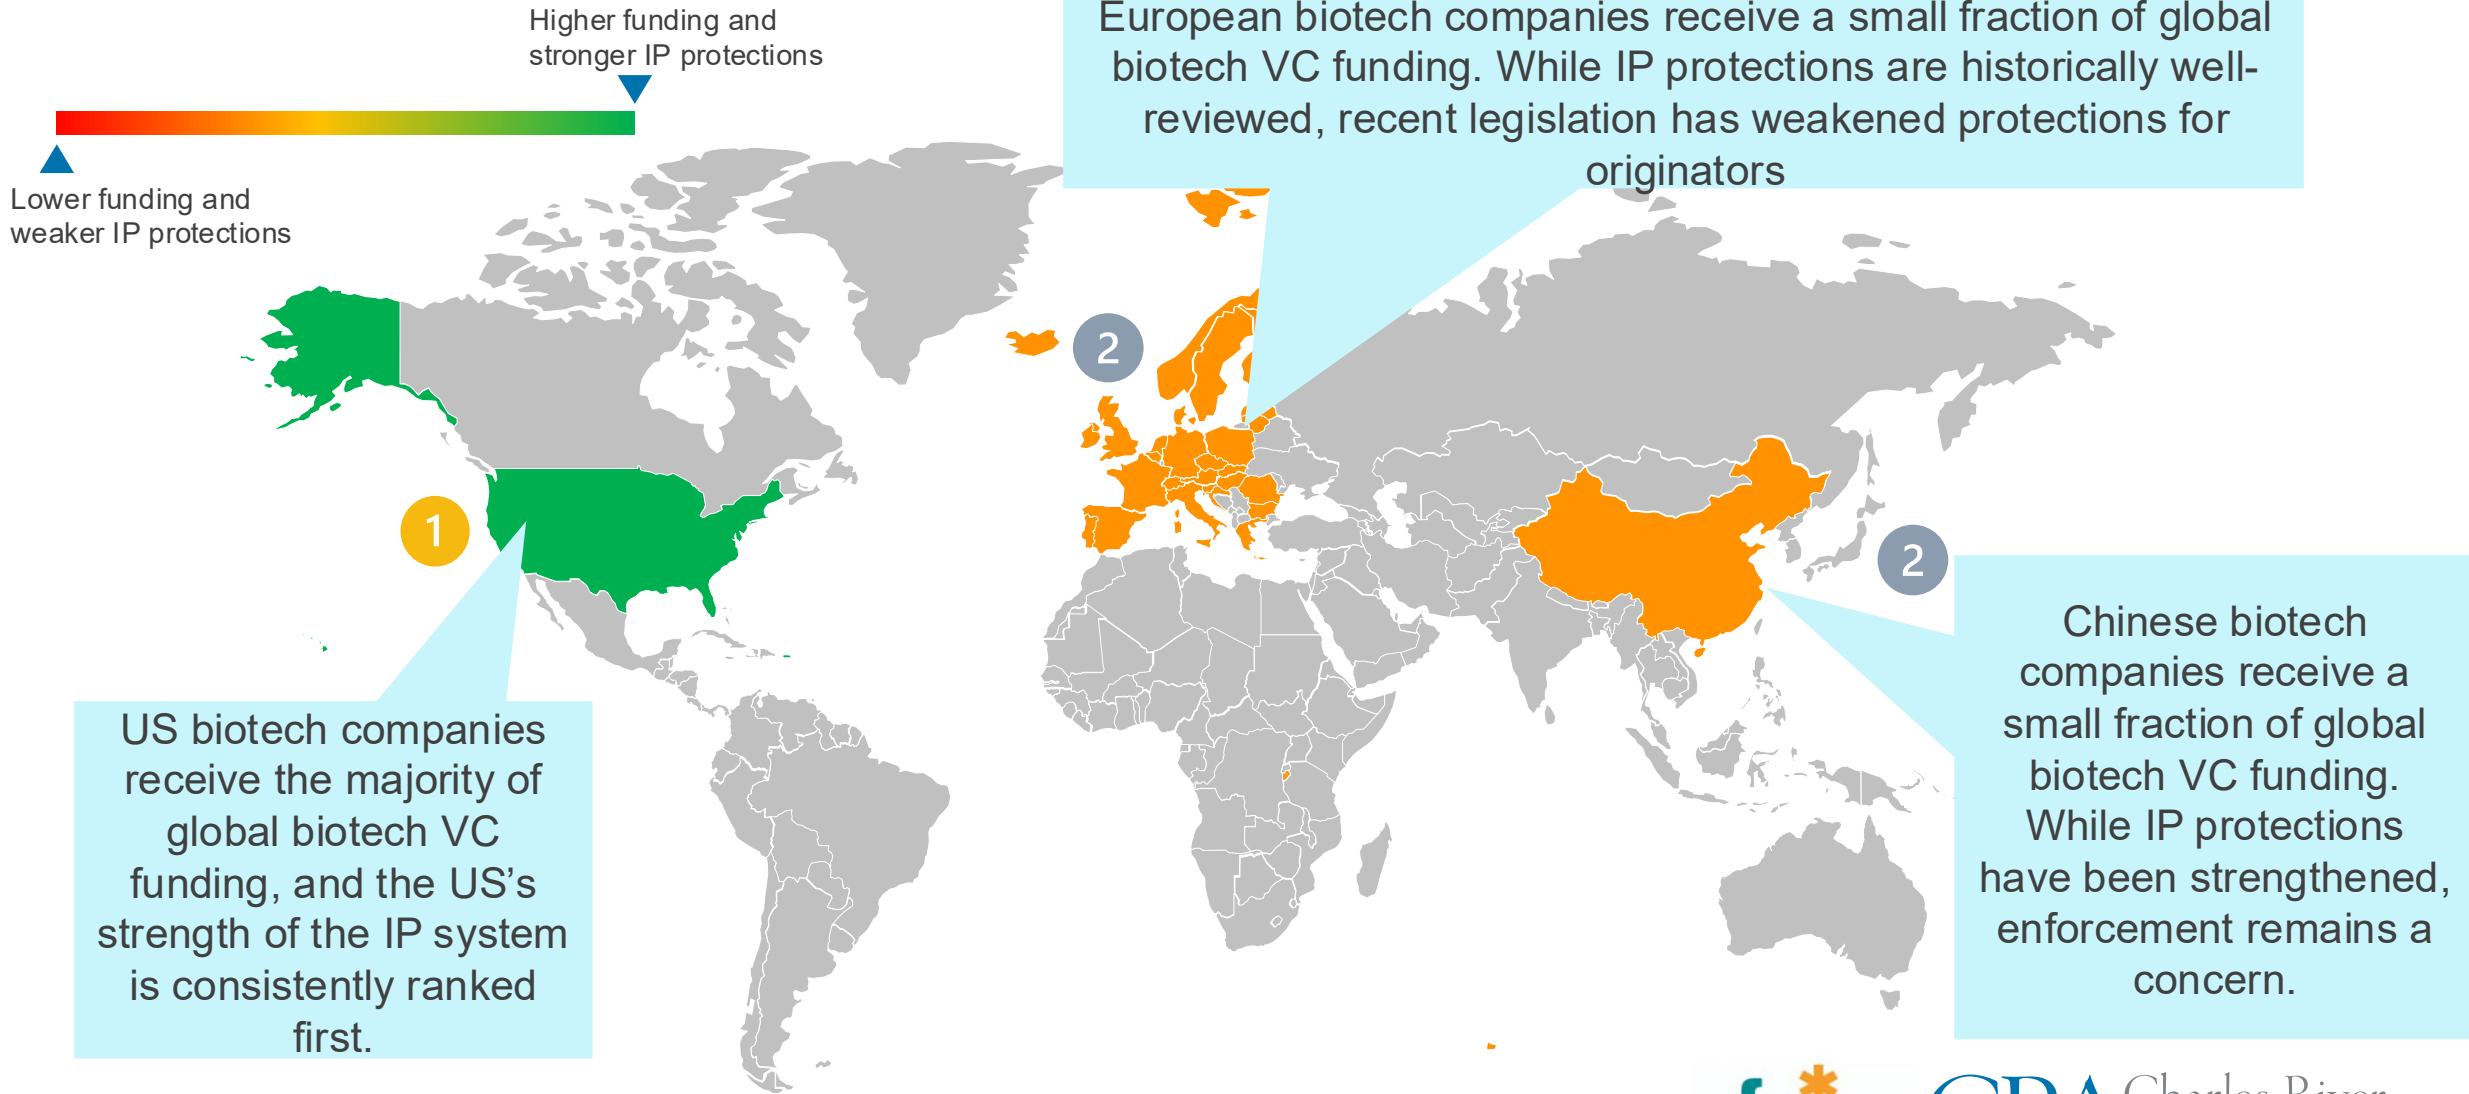 Higher funding and
stronger IP protections
Lower funding and
weaker IP protections
European biotech companies receive a small fraction of global
biotech VC funding. While IP protections are historically well-
reviewed, recent legislation has weakened protections for
originators
2
1
2
US biotech companies
receive the majority of
global biotech VC
funding, and the US’s
strength of the IP system
is consistently ranked
first.
Chinese biotech
companies receive a
small fraction of global
biotech VC funding.
While IP protections
have been strengthened,
enforcement remains a
concern.
CRA Charles River